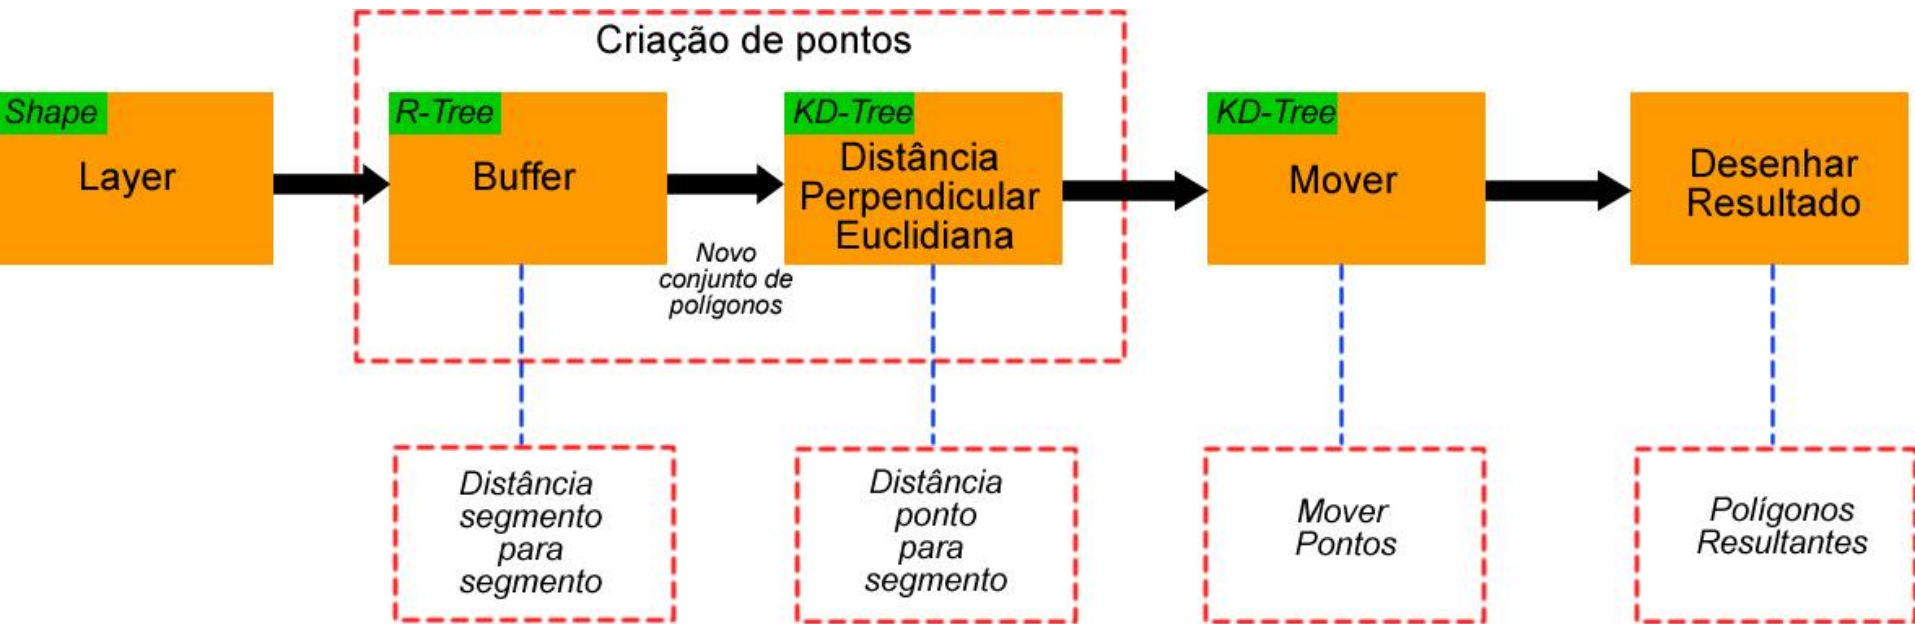 Criação de pontos
Shape
Layer
R-Tree
Buffer
Novo
conjunto de
polígonos
KD-Tree
Distância
Perpendicular
Euclidiana
KD-Tree
Mover
Desenhar
Resultado
Distância
segmento
para
segmento
Distância
ponto
para
segmento
Mover
Pontos
Polígonos
Resultantes